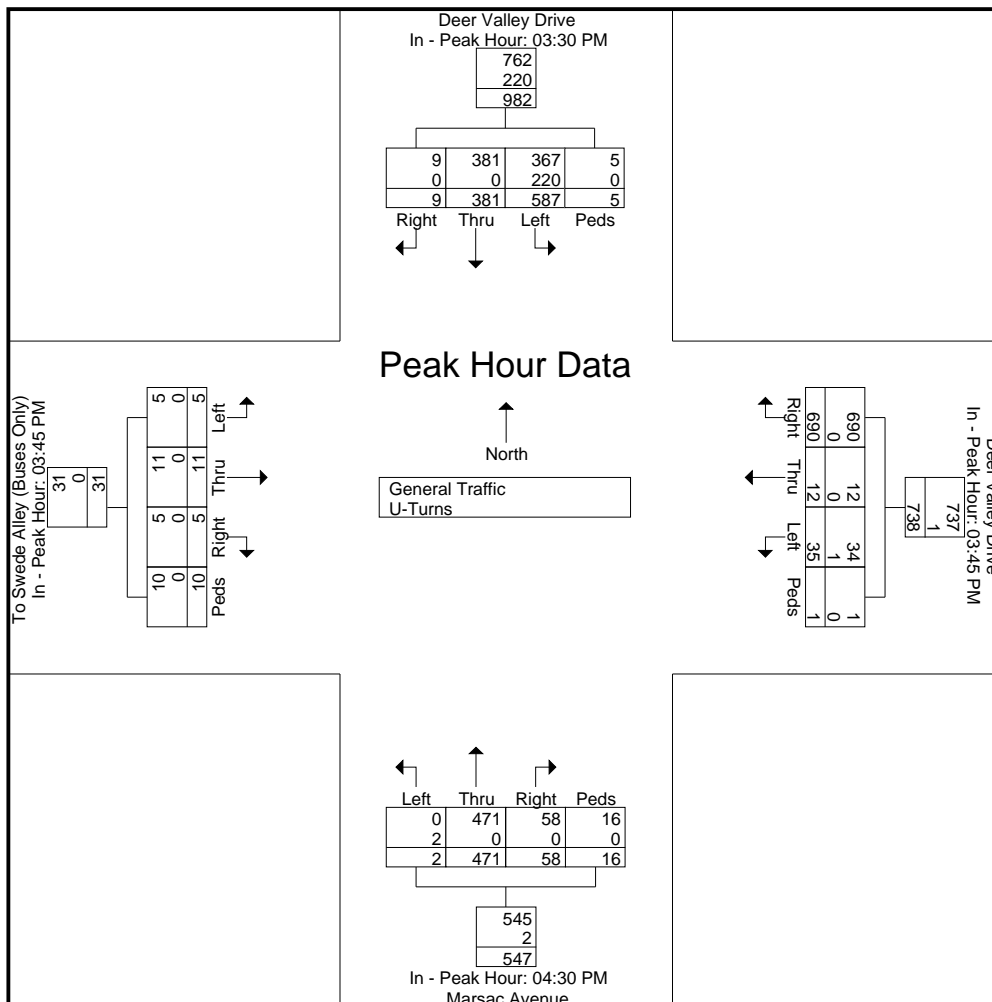 Deer Valley Drive
In - Peak Hour: 03:30 PM
762
220
982
9 381 367 5
0 0 220 0
9 381 587 5
Right Thru Left Peds
Peak Hour Data
North
General Traffic
U-Turns
To Swede Alley (Buses Only)
In - Peak Hour: 03:45 PM
31
0
31
Left Thru Right Peds
5 11 5 10
0 0 0 0
5 11 5 10
Deer Valley Drive
In - Peak Hour: 03:45 PM
737
1
738
690 12 34 1
0 0 1 0
690 12 35 1
Right Thru Left Peds
Left Thru Right Peds
0 471 58 16
2 0 0 0
2 471 58 16
545
2
547
In - Peak Hour: 04:30 PM
Marsac Avenue